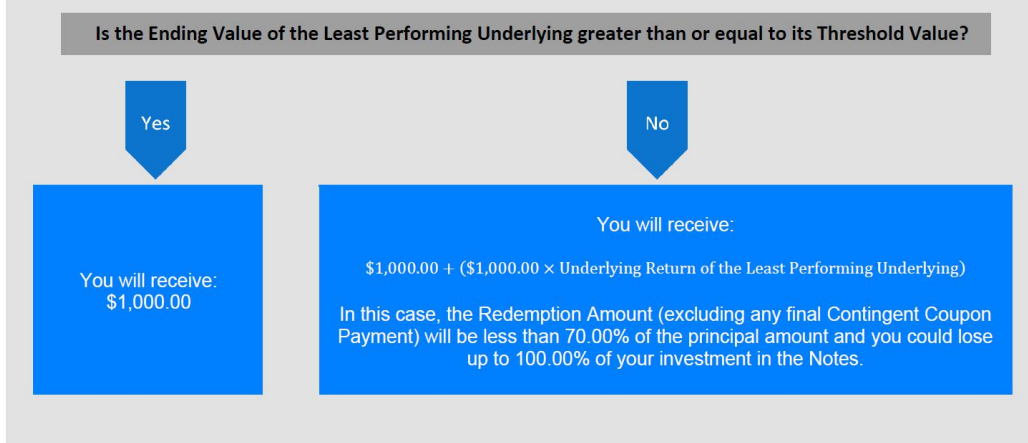 Is the Ending Value of the Least Performing Underlying greater than or equal to its Threshold Value?
Yes
No
You will receive:
$1,000.00
You will receive:
$1,000.00 + ($1,000.00 × Underlying Return of the Least Performing Underlying)
In this case, the Redemption Amount (excluding any final Contingent Coupon
Payment) will be less than 70.00% of the principal amount and you could lose
up to 100.00% of your investment in the Notes.